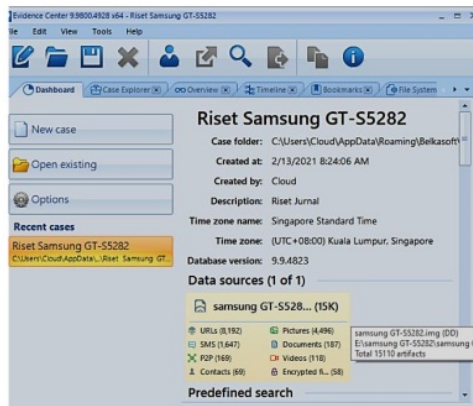 Evidence Center 9.9800.4928 x64 - Riset Samsung GT-S5282
File Edit View Tools Help
Dashboard Case Explorer Overview Timeline Bookmarks File System
Riset Samsung GT-S5282
New case
Case folder: C:\Users\Cloud\AppData\Roaming\Belkasoft\
Created at: 2/13/2021 8:24:06 AM
Open existing
Created by: Cloud
Description: Riset Jurnal
Options
Time zone name: Singapore Standard Time
Recent cases
Time zone: (UTC+08:00) Kuala Lumpur, Singapore
Riset Samsung GT-S5282
C:\Users\Cloud\AppData\...\Riset Samsung GT...
Database version: 9.9.4823
Data sources (1 of 1)
samsung GT-S528... (15K)
URLs (8,192) Pictures (4,496)
SMS (1,647) Documents (187)
P2P (169) Videos (118)
Contacts (69) Encrypted fi... (58)
samsung GT-S5282.img (DD)
E:\samsung GT-S5282\samsung
Total 15110 artifacts
Predefined search